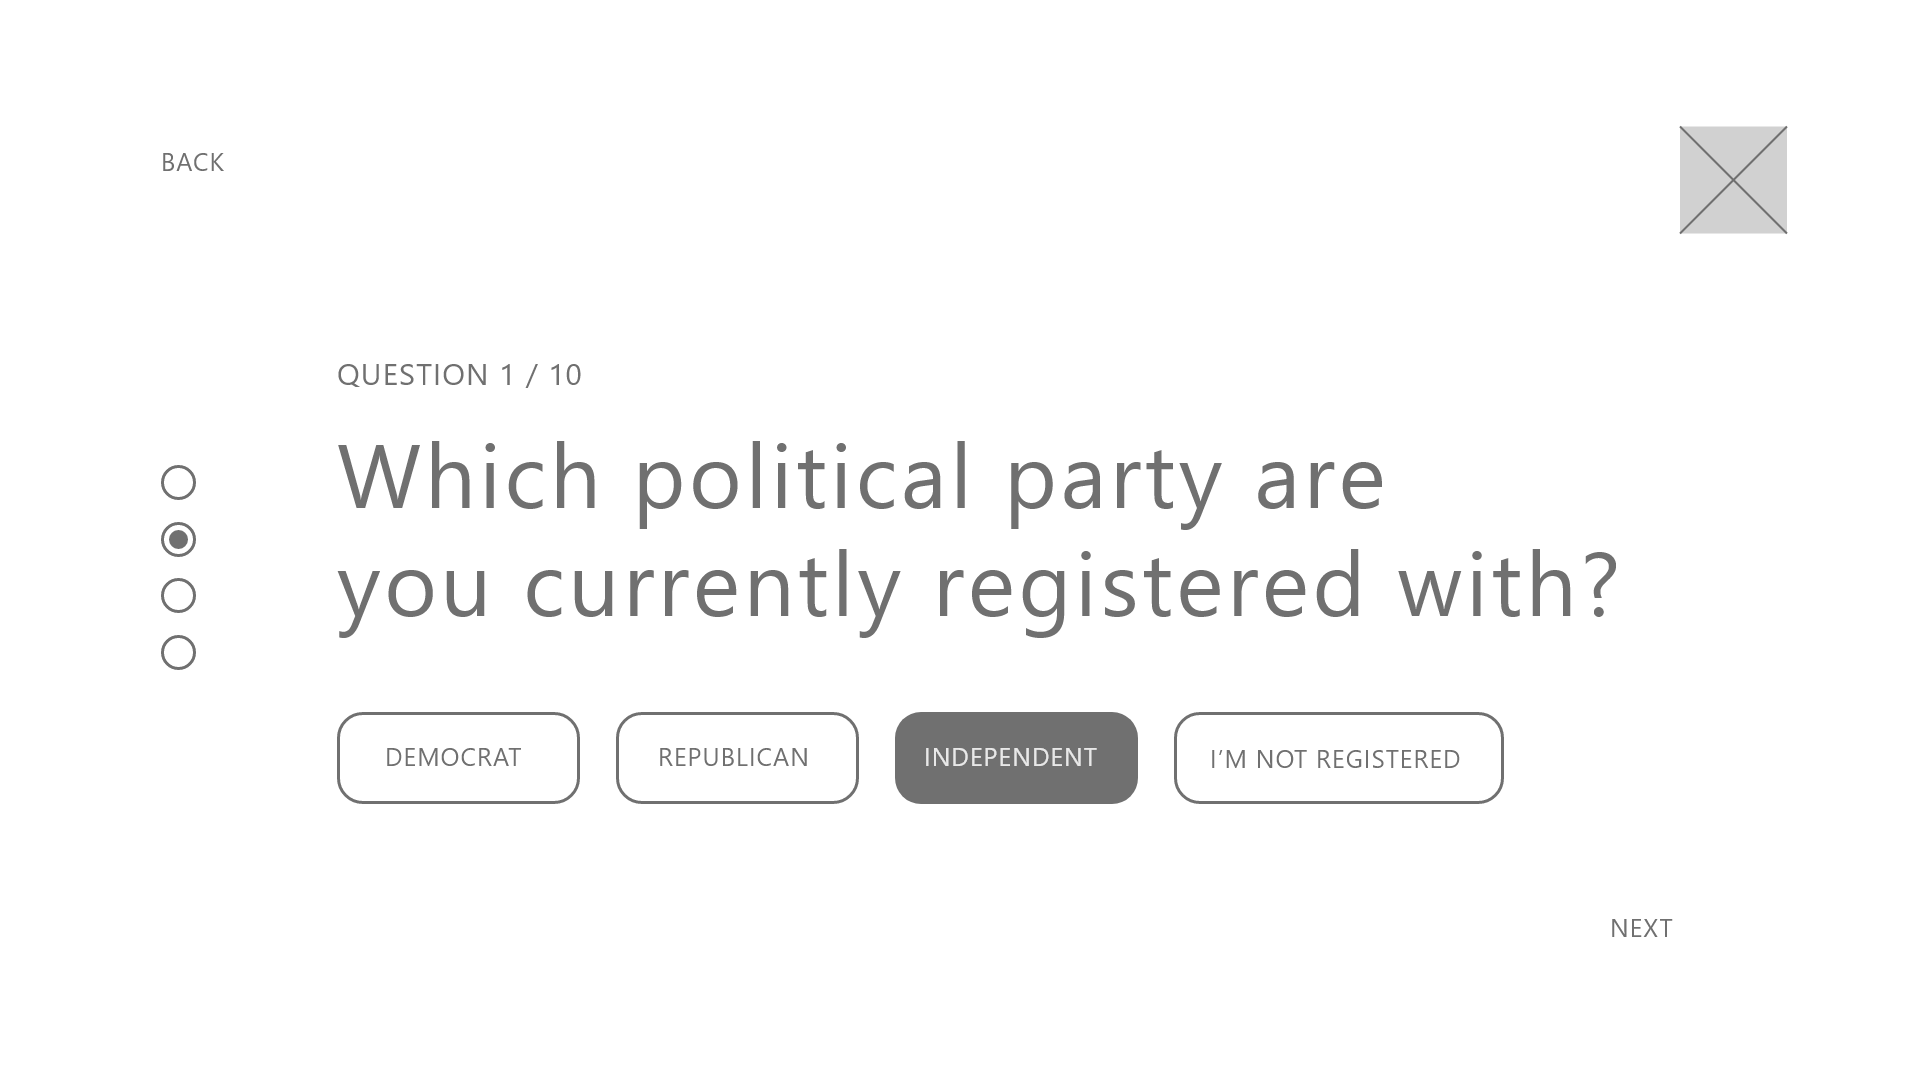 BACK
QUESTION 1 / 10
Which political party are
you currently registered with?
DEMOCRAT
REPUBLICAN
INDEPENDENT
I’M NOT REGISTERED
NEXT